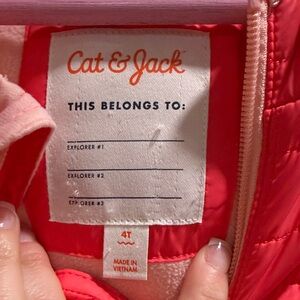 Cat & Jack
THIS BELONGS TO:
EXPLORER #1
EXPLORER #2
EXPLORER #3
4T
MADE IN
VIETNAM